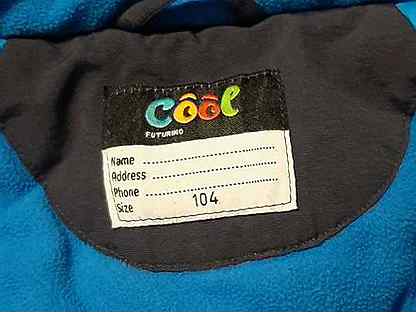 Cool
FUTURINO
Name ........................
Address ........................
Phone ........................
Size 104